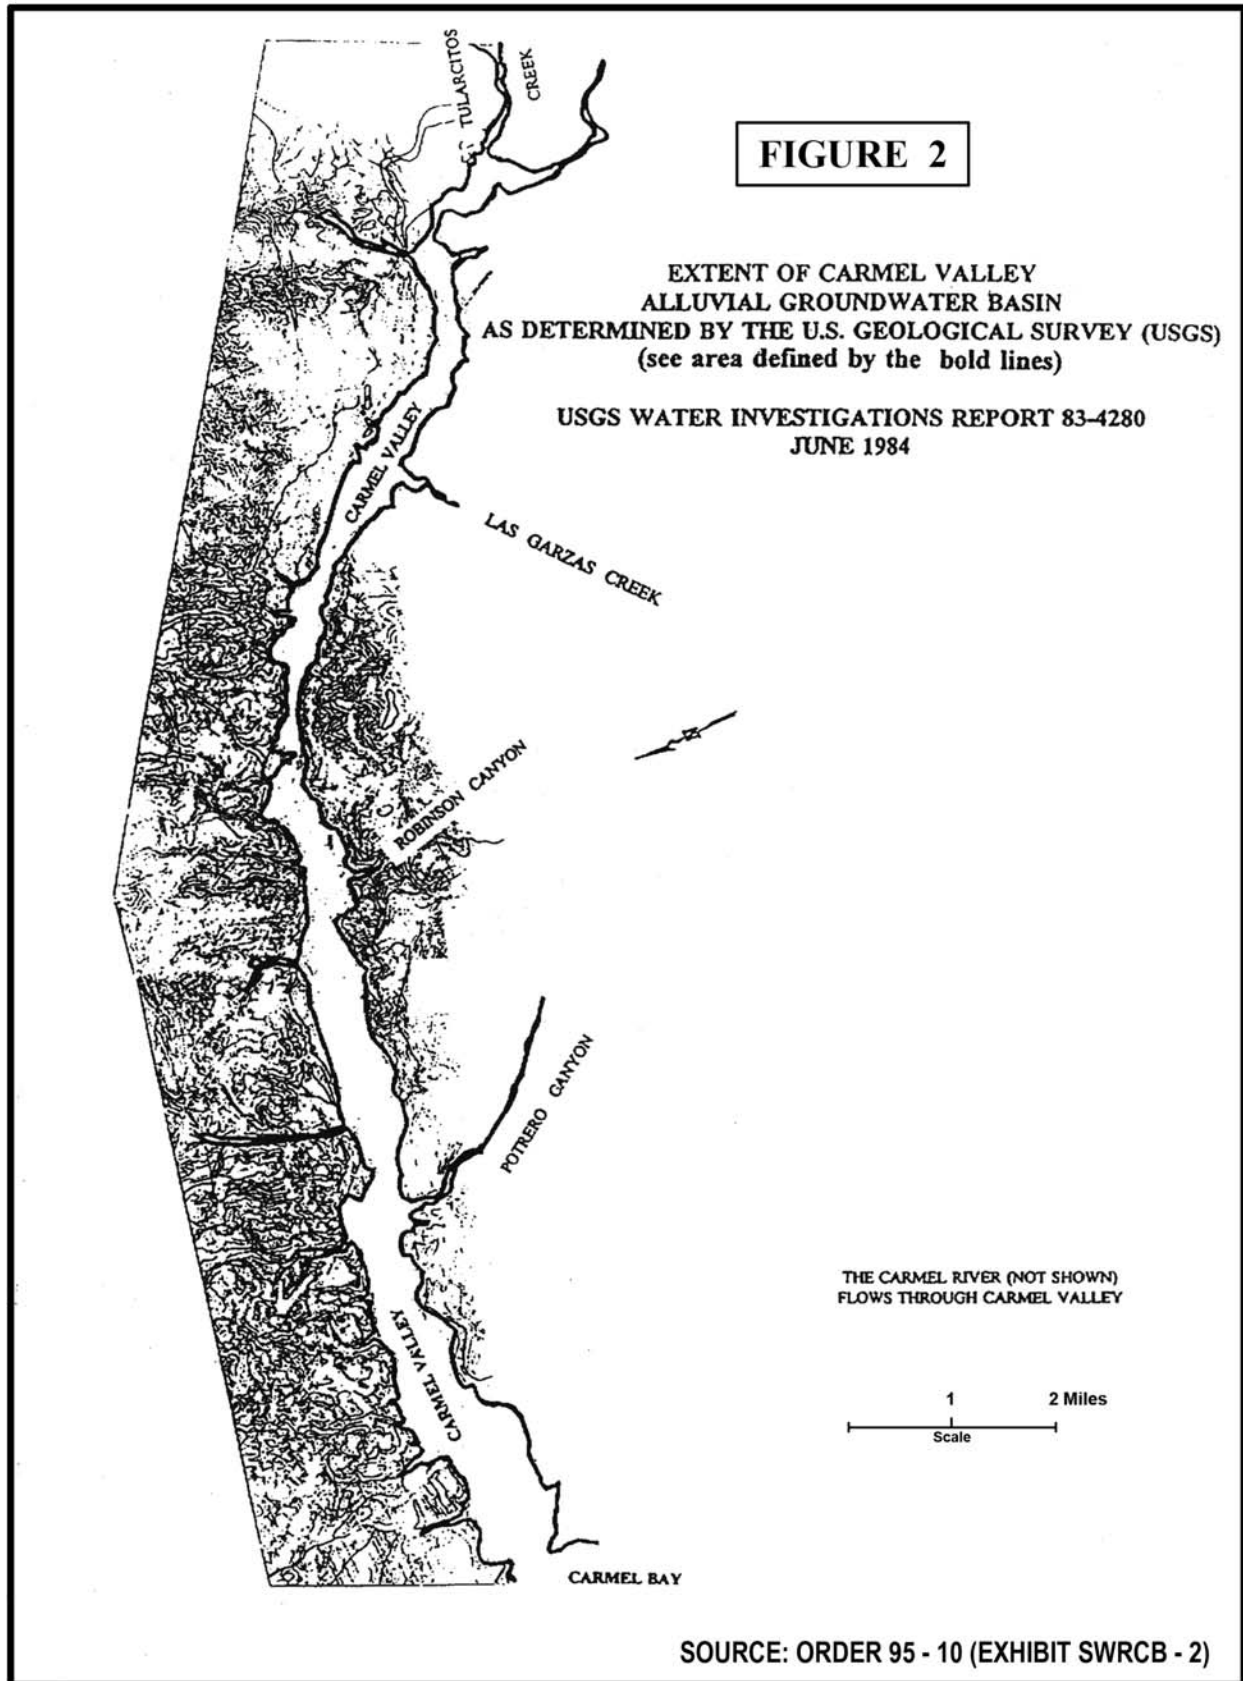 TULARCITOS
CREEK
FIGURE 2
EXTENT OF CARMEL VALLEY
ALLUVIAL GROUNDWATER BASIN
AS DETERMINED BY THE U.S. GEOLOGICAL SURVEY (USGS)
(see area defined by the bold lines)
USGS WATER INVESTIGATIONS REPORT 83-4280
JUNE 1984
CARMEL VALLEY
LAS GARZAS CREEK
N
ROBINSON CANYON
POTRERO CANYON
THE CARMEL RIVER (NOT SHOWN)
FLOWS THROUGH CARMEL VALLEY
CARMEL VALLEY
1 2 Miles
Scale
CARMEL BAY
SOURCE: ORDER 95 - 10 (EXHIBIT SWRCB - 2)